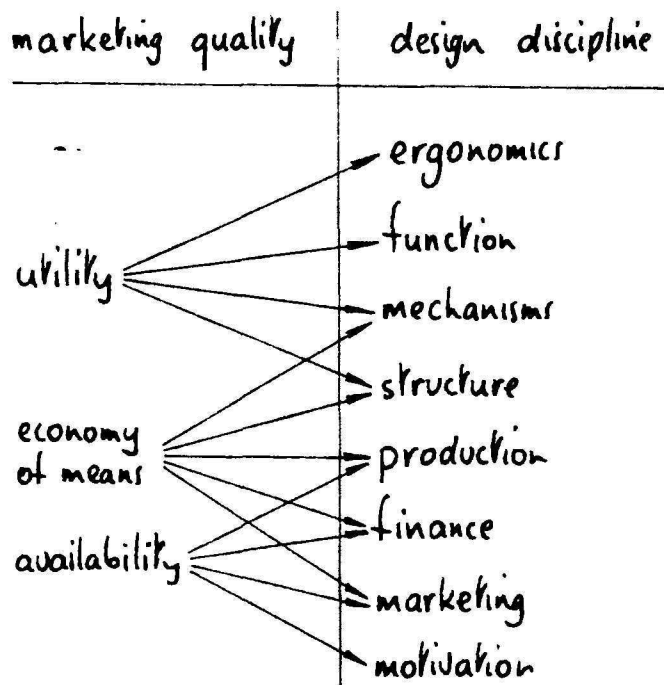 marketing quality
design discipline
ergonomics
function
utility
mechanisms
structure
economy
of means
production
finance
availability
marketing
motivation